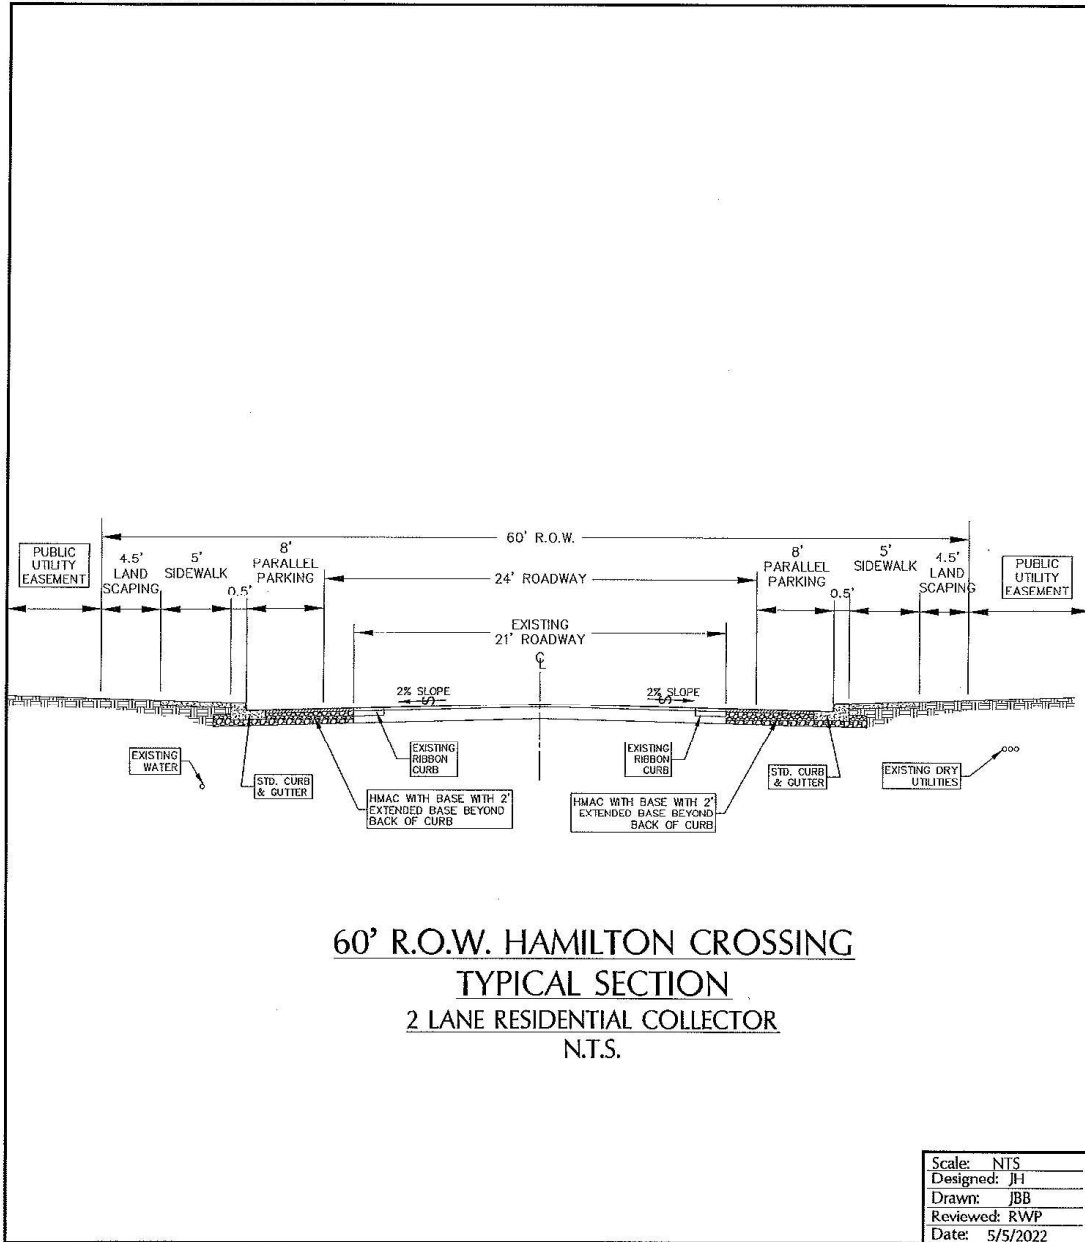 60' R.O.W.
PUBLIC
UTILITY
EASEMENT
4.5'
LAND
SCAPING
5'
SIDEWALK
0.5'
8'
PARALLEL
PARKING
24' ROADWAY
8'
PARALLEL
PARKING
0.5'
5'
SIDEWALK
4.5'
LAND
SCAPING
PUBLIC
UTILITY
EASEMENT
EXISTING
21' ROADWAY
CL
2% SLOPE
2% SLOPE
EXISTING
WATER
STD. CURB
& GUTTER
EXISTING
RIBBON
CURB
HMAC WITH BASE WITH 2'
EXTENDED BASE BEYOND
BACK OF CURB
EXISTING
RIBBON
CURB
HMAC WITH BASE WITH 2'
EXTENDED BASE BEYOND
BACK OF CURB
STD. CURB
& GUTTER
EXISTING DRY
UTILITIES
60' R.O.W. HAMILTON CROSSING
TYPICAL SECTION
2 LANE RESIDENTIAL COLLECTOR
N.T.S.
Scale: NTS
Designed: JH
Drawn: JBB
Reviewed: RWP
Date: 5/5/2022